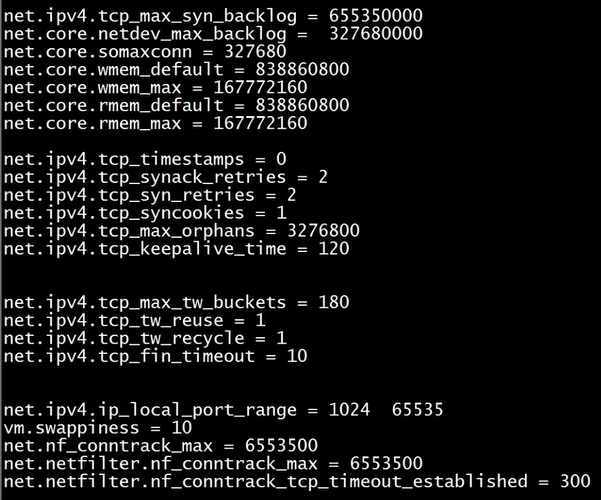 net.ipv4.tcp_max_syn_backlog = 655350000
net.core.netdev_max_backlog =  327680000
net.core.somaxconn = 327680
net.core.wmem_default = 838860800
net.core.wmem_max = 167772160
net.core.rmem_default = 838860800
net.core.rmem_max = 167772160
net.ipv4.tcp_timestamps = 0
net.ipv4.tcp_synack_retries = 2
net.ipv4.tcp_syn_retries = 2
net.ipv4.tcp_syncookies = 1
net.ipv4.tcp_max_orphans = 3276800
net.ipv4.tcp_keepalive_time = 120
net.ipv4.tcp_max_tw_buckets = 180
net.ipv4.tcp_tw_reuse = 1
net.ipv4.tcp_tw_recycle = 1
net.ipv4.tcp_fin_timeout = 10
net.ipv4.ip_local_port_range = 1024  65535
vm.swappiness = 10
net.nf_conntrack_max = 6553500
net.netfilter.nf_conntrack_max = 6553500
net.netfilter.nf_conntrack_tcp_timeout_established = 300